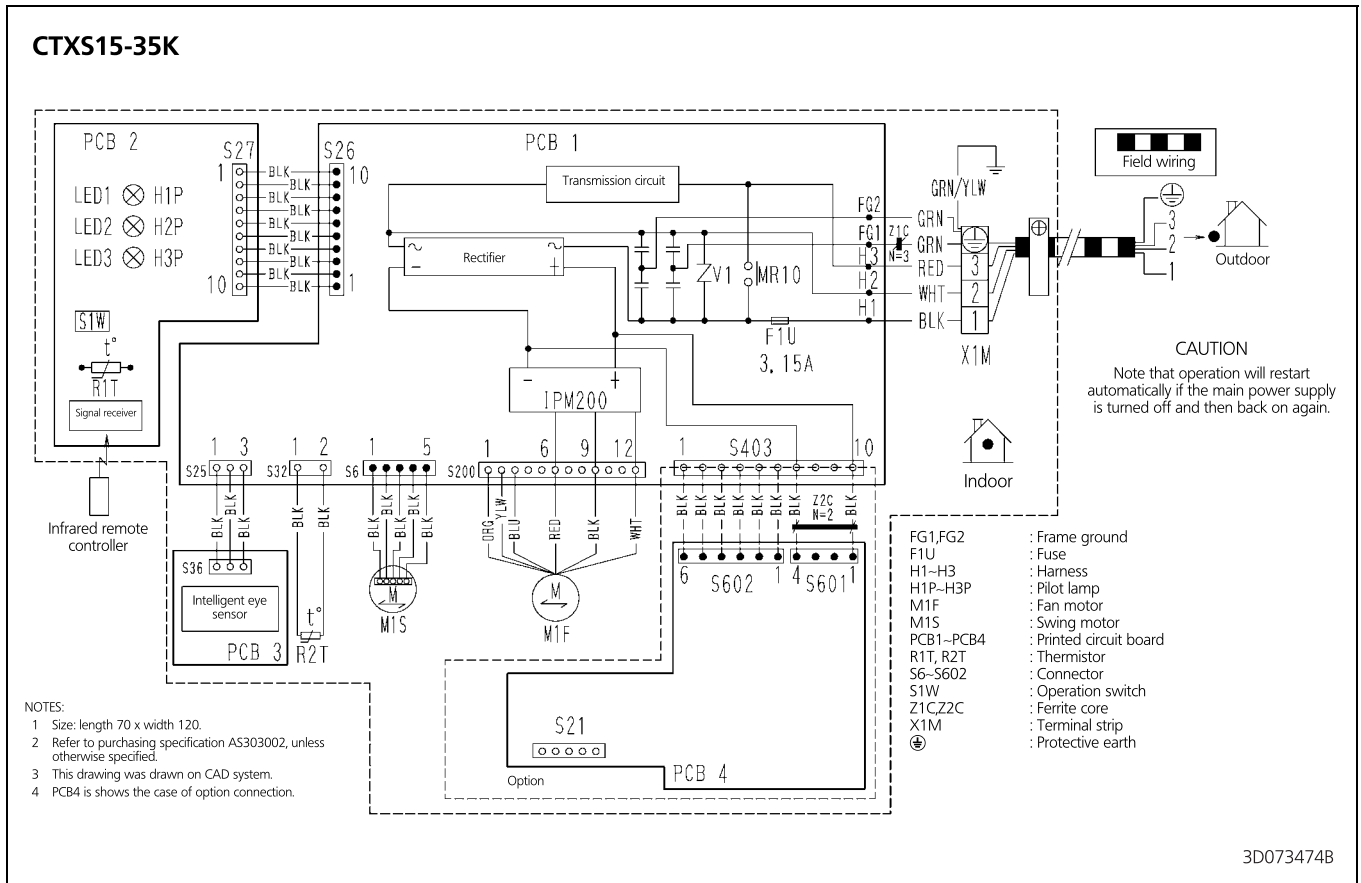 CTXS15-35K
PCB 2
S27
S26
PCB 1
1
10
BLK
BLK
BLK
BLK
BLK
BLK
BLK
BLK
BLK
BLK
10
1
LED1 H1P
LED2 H2P
LED3 H3P
S1W
t°
R1T
Signal receiver
Infrared remote
controller
Transmission circuit
Rectifier
~
~
−
+
V1
MR10
F1U
3.15A
FG2
FG1
H3
H2
H1
Z1C
N=3
GRN/YLW
GRN
GRN
RED
WHT
BLK
3
2
1
X1M
Field wiring
3
2
1
Outdoor
CAUTION
Note that operation will restart
automatically if the main power supply
is turned off and then back on again.
Indoor
−
+
IPM200
1 3
S25
1 2
S32
1 5
S6
1 6 9 12
S200
1 S403 10
BLK
BLK
BLK
BLK
BLK
BLK
BLK
BLK
BLK
BLK
ORG
YLW
BLU
RED
BLK
WHT
BLK
BLK
BLK
BLK
BLK
BLK
BLK
BLK
Z2C
N=2
S36
Intelligent eye
sensor
PCB 3
t°
R2T
M
M1S
M
M1F
6 S602 1
4 S601 1
S21
Option
PCB 4
FG1,FG2 : Frame ground
F1U : Fuse
H1~H3 : Harness
H1P~H3P : Pilot lamp
M1F : Fan motor
M1S : Swing motor
PCB1~PCB4 : Printed circuit board
R1T, R2T : Thermistor
S6~S602 : Connector
S1W : Operation switch
Z1C,Z2C : Ferrite core
X1M : Terminal strip
: Protective earth
NOTES:
1 Size: length 70 x width 120.
2 Refer to purchasing specification AS303002, unless
otherwise specified.
3 This drawing was drawn on CAD system.
4 PCB4 is shows the case of option connection.
3D073474B